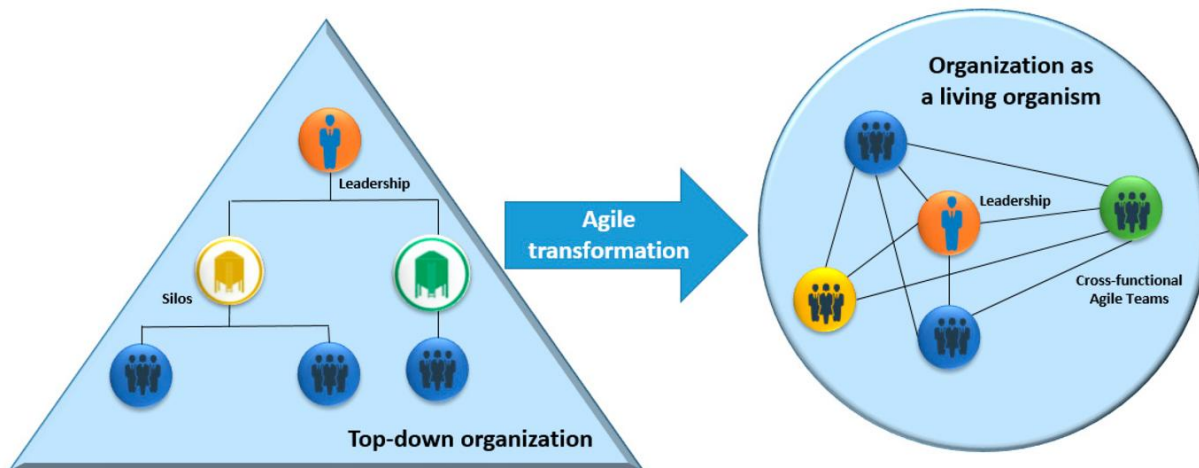 Leadership
Silos
Top-down organization
Agile
transformation
Organization as
a living organism
Leadership
Cross-functional
Agile Teams